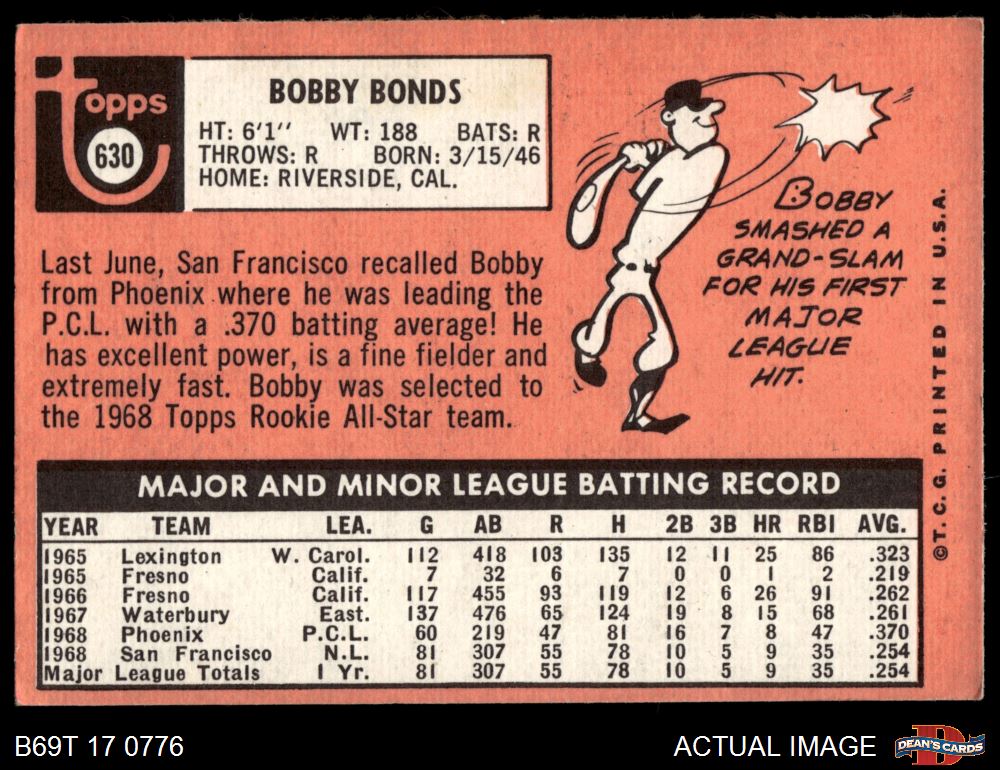 Topps
630
BOBBY BONDS
HT: 6'1" WT: 188 BATS: R
THROWS: R BORN: 3/15/46
HOME: RIVERSIDE, CAL.
Last June, San Francisco recalled Bobby
from Phoenix where he was leading the
P.C.L. with a .370 batting average! He
has excellent power, is a fine fielder and
extremely fast. Bobby was selected to
the 1968 Topps Rookie All-Star team.
BOBBY
SMASHED A
GRAND-SLAM
FOR HIS FIRST
MAJOR
LEAGUE
HIT.
©T.C.G. PRINTED IN U.S.A.
MAJOR AND MINOR LEAGUE BATTING RECORD
YEAR TEAM LEA. G AB R H 2B 3B HR RBI AVG.
1965 Lexington W. Carol. 112 418 103 135 12 11 25 86 .323
1965 Fresno Calif. 7 32 6 7 0 0 1 2 .219
1966 Fresno Calif. 117 455 93 119 12 6 26 91 .262
1967 Waterbury East. 137 476 65 124 19 8 15 68 .261
1968 Phoenix P.C.L. 60 219 47 81 16 7 8 47 .370
1968 San Francisco N.L. 81 307 55 78 10 5 9 35 .254
Major League Totals 1 Yr. 81 307 55 78 10 5 9 35 .254
B69T 17 0776
ACTUAL IMAGE
DEAN'S CARDS